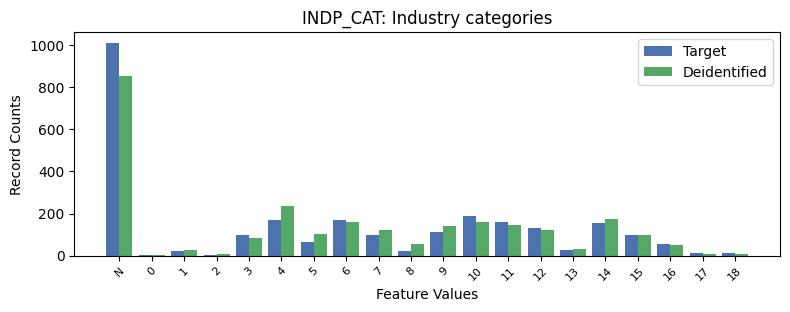 INDP_CAT: Industry categories
Target
Deidentified
Record Counts
1000
800
600
400
200
0
N 0 1 2 3 4 5 6 7 8 9 10 11 12 13 14 15 16 17 18
Feature Values